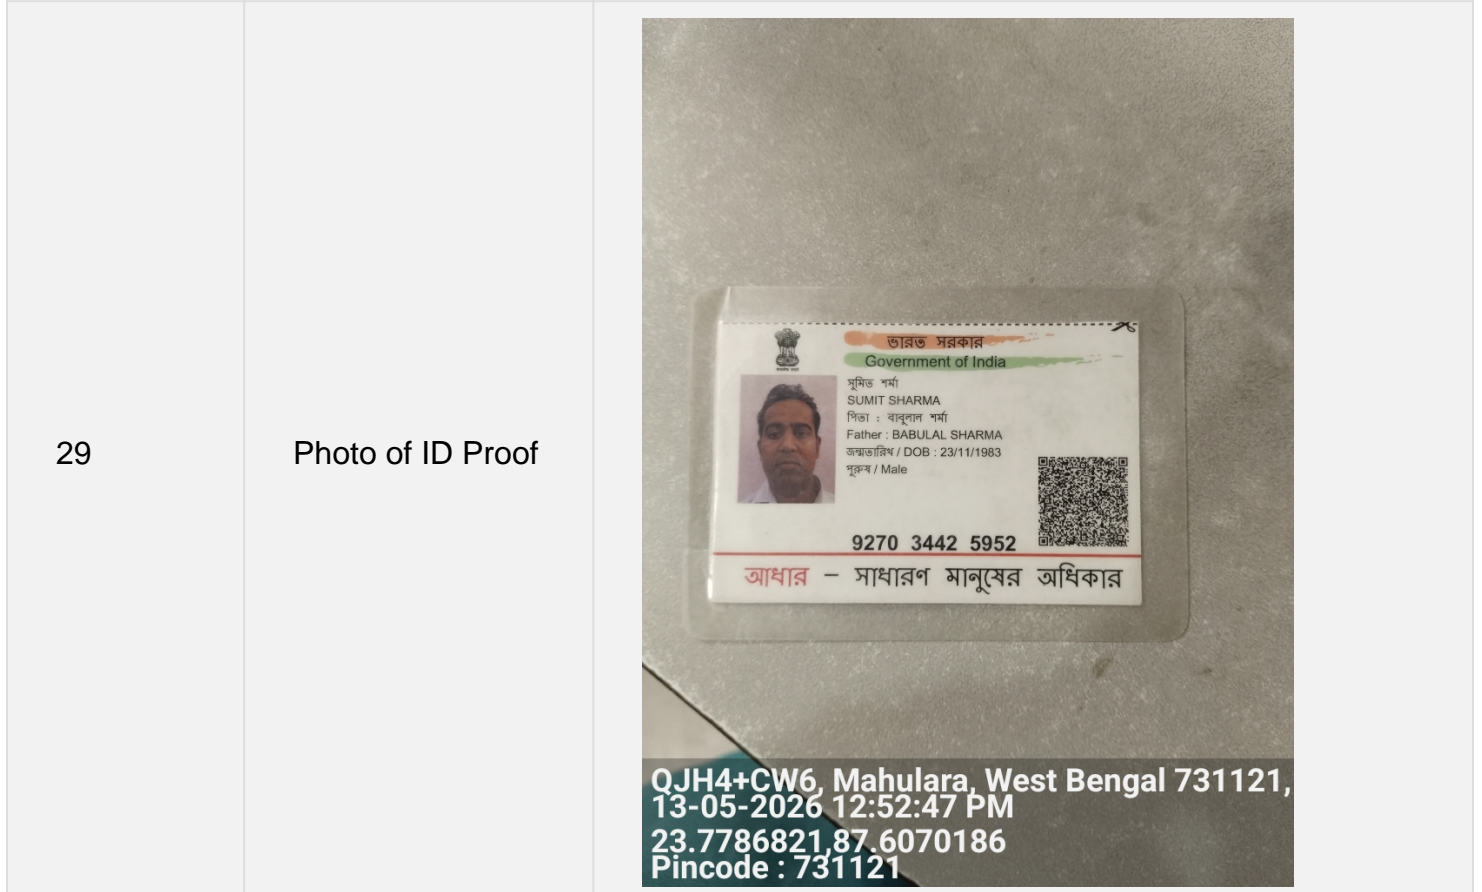 29
Photo of ID Proof
ভারত সরকার
Government of India
সুমিত শর্মা
SUMIT SHARMA
পিতা : বাবুলাল শর্মা
Father : BABULAL SHARMA
জন্মতারিখ / DOB : 23/11/1983
পুরুষ / Male
9270 3442 5952
আধার – সাধারণ মানুষের অধিকার
QJH4+CW6, Mahulara, West Bengal 731121,
13-05-2026 12:52:47 PM
23.7786821,87.6070186
Pincode : 731121